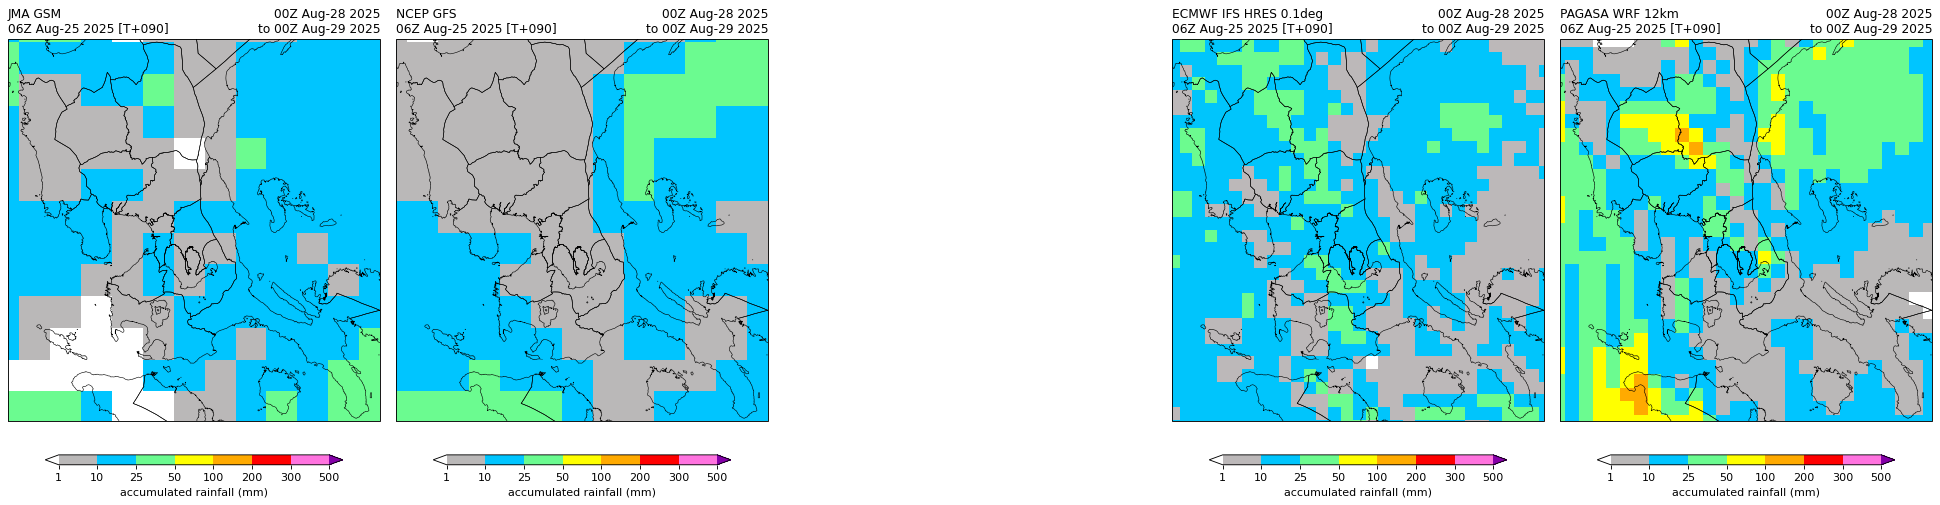 JMA GSM 00Z Aug-28 2025
06Z Aug-25 2025 [T+090] to 00Z Aug-29 2025
1 10 25 50 100 200 300 500
accumulated rainfall (mm)
NCEP GFS 00Z Aug-28 2025
06Z Aug-25 2025 [T+090] to 00Z Aug-29 2025
1 10 25 50 100 200 300 500
accumulated rainfall (mm)
ECMWF IFS HRES 0.1deg 00Z Aug-28 2025
06Z Aug-25 2025 [T+090] to 00Z Aug-29 2025
1 10 25 50 100 200 300 500
accumulated rainfall (mm)
PAGASA WRF 12km 00Z Aug-28 2025
06Z Aug-25 2025 [T+090] to 00Z Aug-29 2025
1 10 25 50 100 200 300 500
accumulated rainfall (mm)